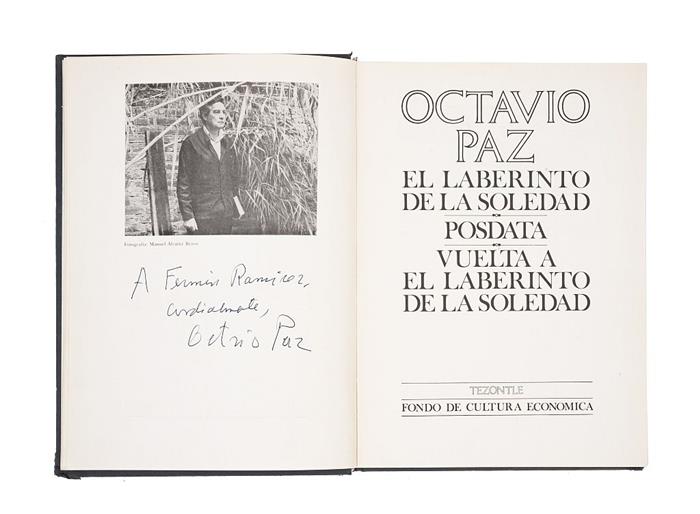 Fotografía: Manuel Alvarez Bravo
A Fermín Ramírez,
cordialmente,
Octavio Paz
OCTAVIO
PAZ
EL LABERINTO
DE LA SOLEDAD
POSDATA
VUELTA A
EL LABERINTO
DE LA SOLEDAD
TEZONTLE
FONDO DE CULTURA ECONOMICA